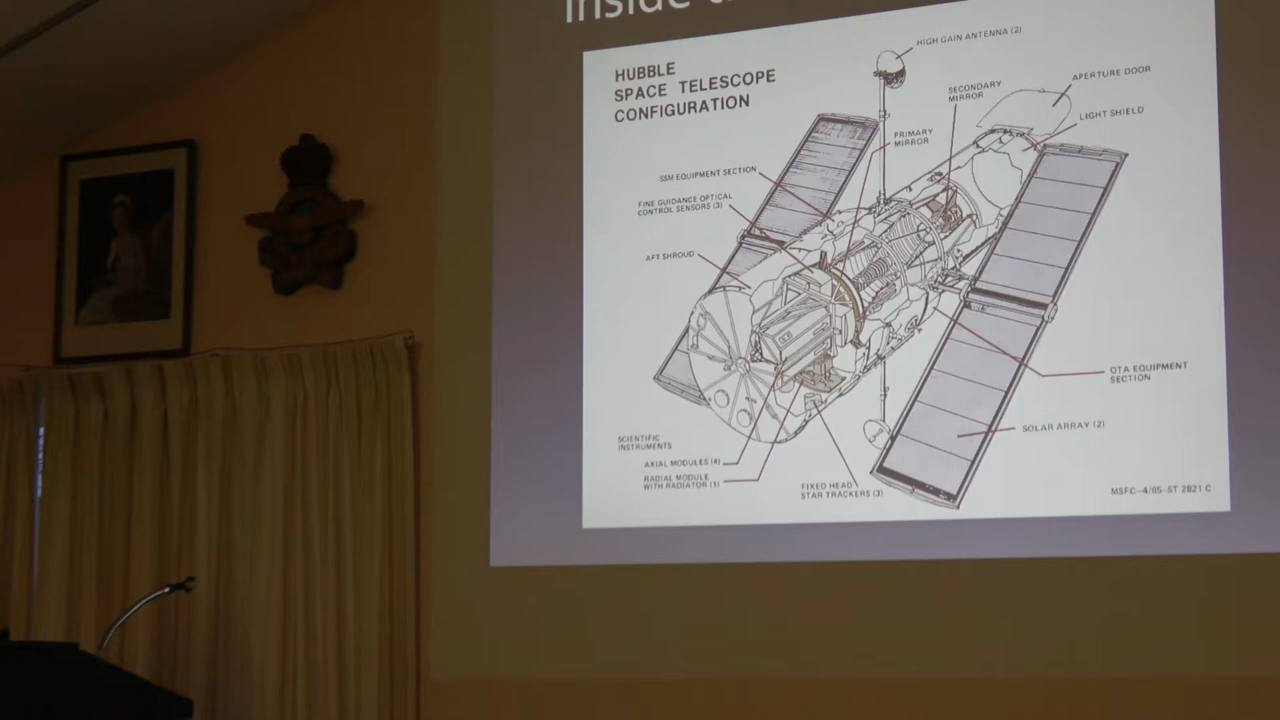 Inside
HUBBLE
SPACE TELESCOPE
CONFIGURATION
HIGH GAIN ANTENNA (2)
SECONDARY
MIRROR
APERTURE DOOR
LIGHT SHIELD
PRIMARY
MIRROR
SSM EQUIPMENT SECTION
FINE GUIDANCE OPTICAL
CONTROL SENSORS (3)
AFT SHROUD
OTA EQUIPMENT
SECTION
SOLAR ARRAY (2)
SCIENTIFIC
INSTRUMENTS
AXIAL MODULES (4)
RADIAL MODULE
WITH RADIATOR (1)
FIXED HEAD
STAR TRACKERS (3)
MSFC-4/85-ST 2821 C